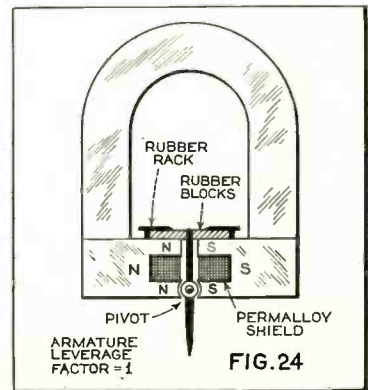 RUBBER
RACK
RUBBER
BLOCKS
N S
N S
N S
PIVOT
PERMALLOY
SHIELD
ARMATURE
LEVERAGE
FACTOR = 1
FIG. 24